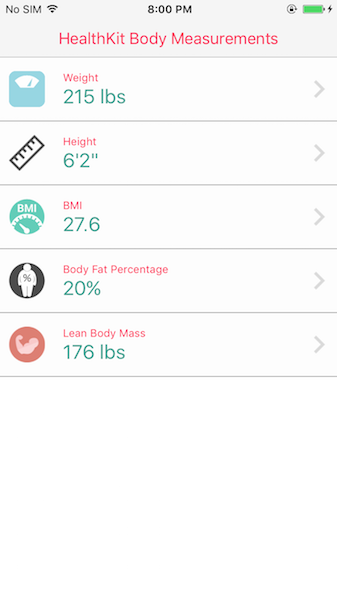 No SIM 8:00 PM
HealthKit Body Measurements
Weight
215 lbs
Height
6'2"
BMI
BMI
27.6
%
Body Fat Percentage
20%
Lean Body Mass
176 lbs